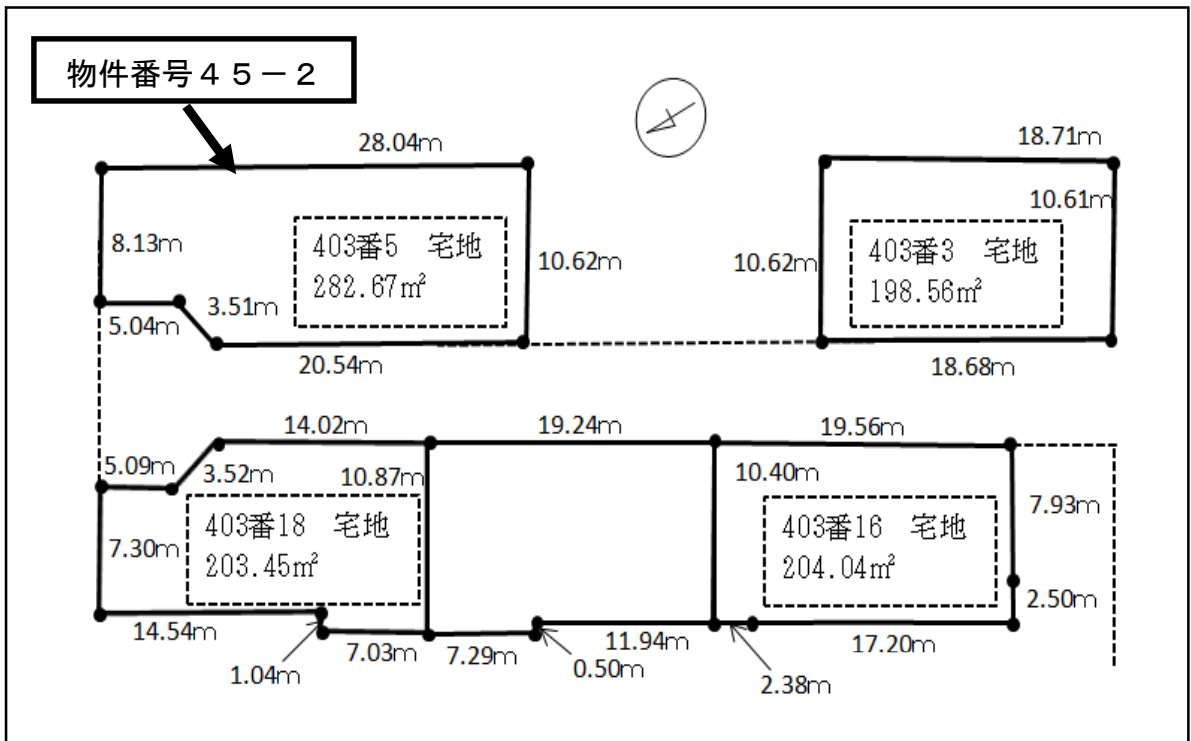 物件番号４５－２
28.04m
18.71m
8.13m
403番5　宅地
282.67㎡
10.62m
10.62m
403番3　宅地
198.56㎡
10.61m
5.04m
3.51m
20.54m
18.68m
14.02m
19.24m
19.56m
5.09m
3.52m
10.87m
10.40m
7.30m
403番18　宅地
203.45㎡
403番16　宅地
204.04㎡
7.93m
2.50m
14.54m
1.04m
7.03m
7.29m
0.50m
11.94m
2.38m
17.20m